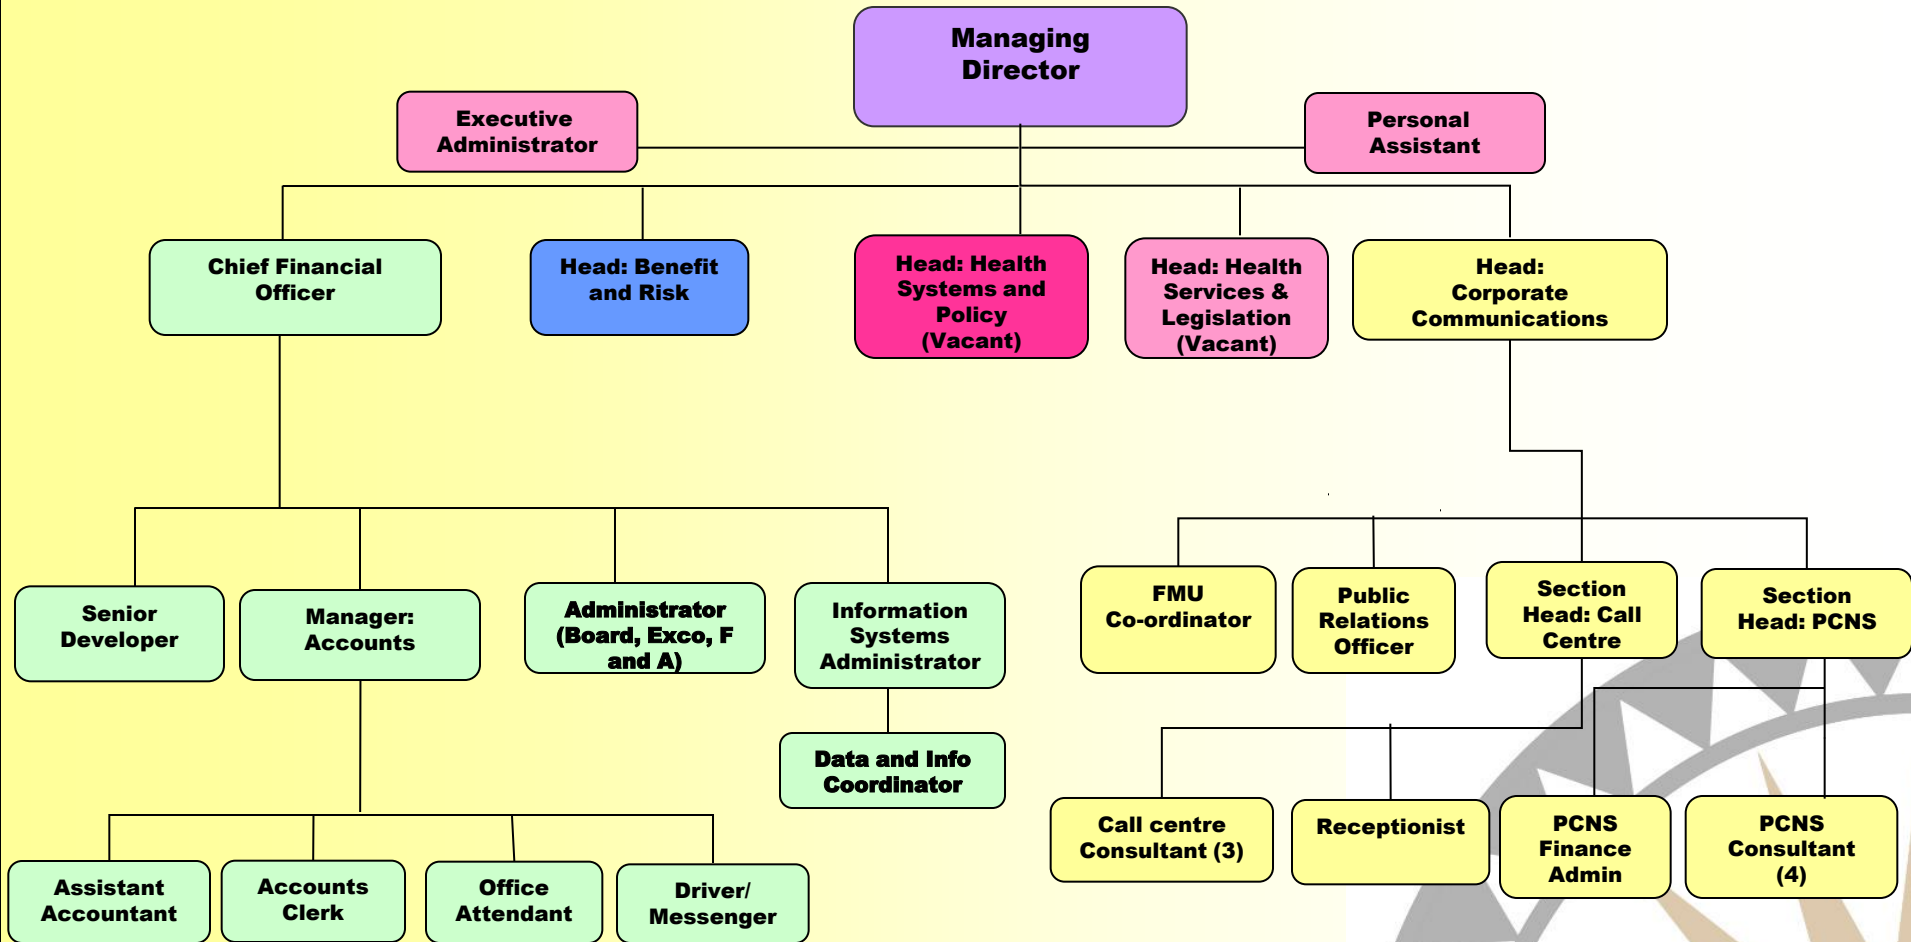 Managing
Director
Executive
Administrator
Personal
Assistant
Chief Financial
Officer
Head: Benefit
and Risk
Head: Health
Systems and
Policy
(Vacant)
Head: Health
Services &
Legislation
(Vacant)
Head:
Corporate
Communications
Senior
Developer
Manager:
Accounts
Administrator
(Board, Exco, F
and A)
Information
Systems
Administrator
FMU
Co-ordinator
Public
Relations
Officer
Section
Head: Call
Centre
Section
Head: PCNS
Data and Info
Coordinator
Call centre
Consultant (3)
Receptionist
PCNS
Finance
Admin
PCNS
Consultant
(4)
Assistant
Accountant
Accounts
Clerk
Office
Attendant
Driver/
Messenger